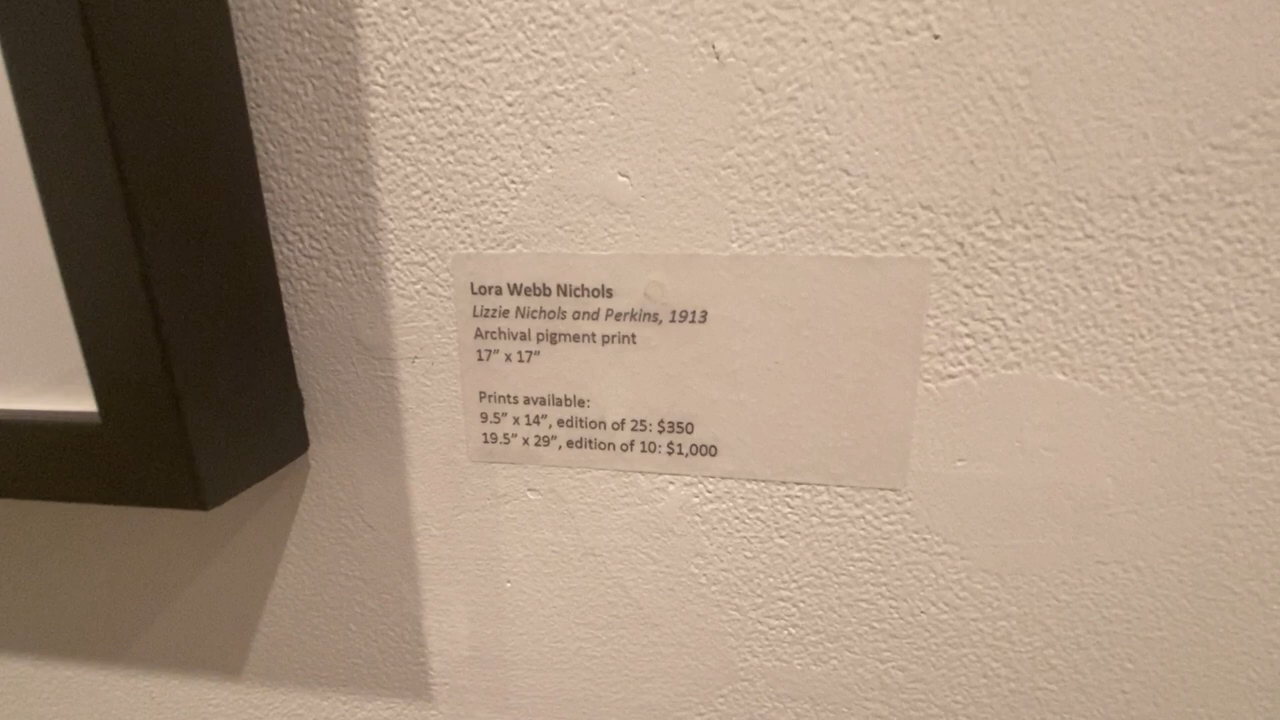 Lora Webb Nichols
Lizzie Nichols and Perkins, 1913
Archival pigment print
17” x 17”
Prints available:
9.5” x 14”, edition of 25: $350
19.5” x 29”, edition of 10: $1,000